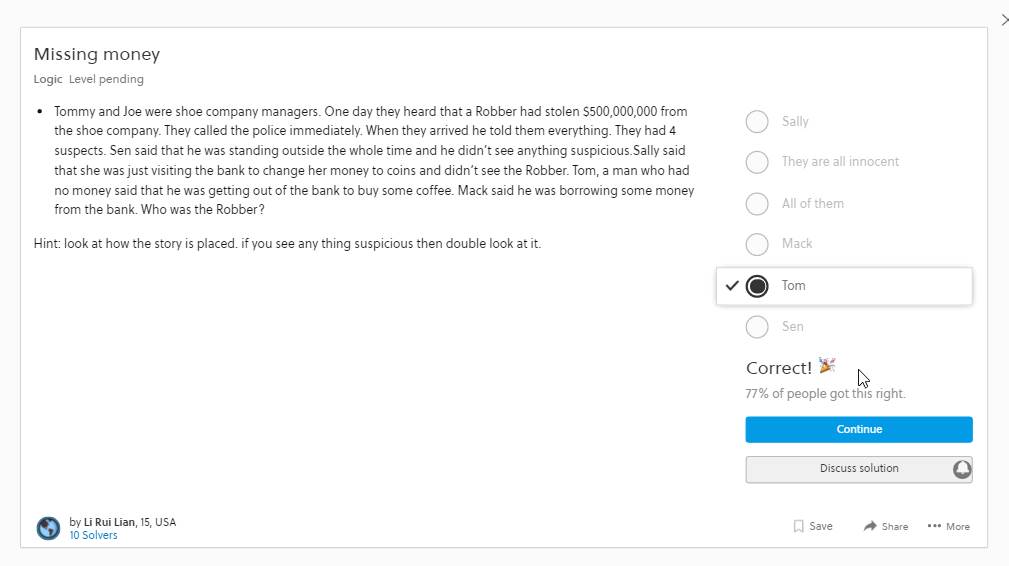 Missing money
Logic Level pending
Tommy and Joe were shoe company managers. One day they heard that a Robber had stolen $500,000,000 from
the shoe company. They called the police immediately. When they arrived he told them everything. They had 4
suspects. Sen said that he was standing outside the whole time and he didn't see anything suspicious.Sally said
that she was just visiting the bank to change her money to coins and didn't see the Robber. Tom, a man who had
no money said that he was getting out of the bank to buy some coffee. Mack said he was borrowing some money
from the bank. Who was the Robber?
Hint: look at how the story is placed. if you see any thing suspicious then double look at it.
Sally
They are all innocent
All of them
Mack
Tom
Sen
Correct!
77% of people got this right.
Continue
Discuss solution
by Li Rui Lian, 15, USA
10 Solvers
Save
Share
More